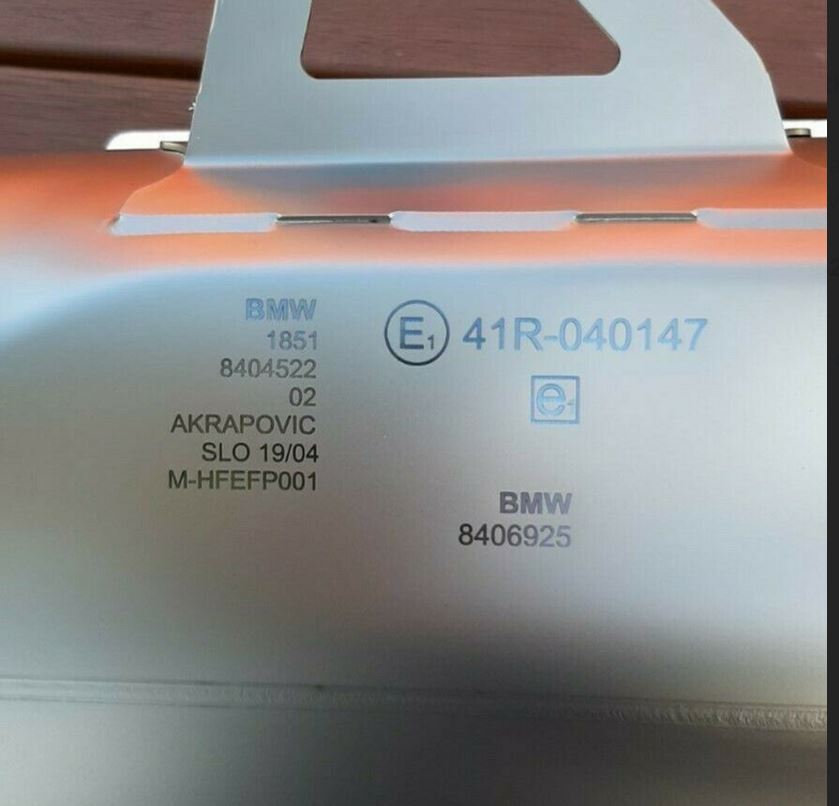 BMW
1851
8404522
02
AKRAPOVIC
SLO 19/04
M-HFEFP001
E1 41R-040147
e
BMW
8406925